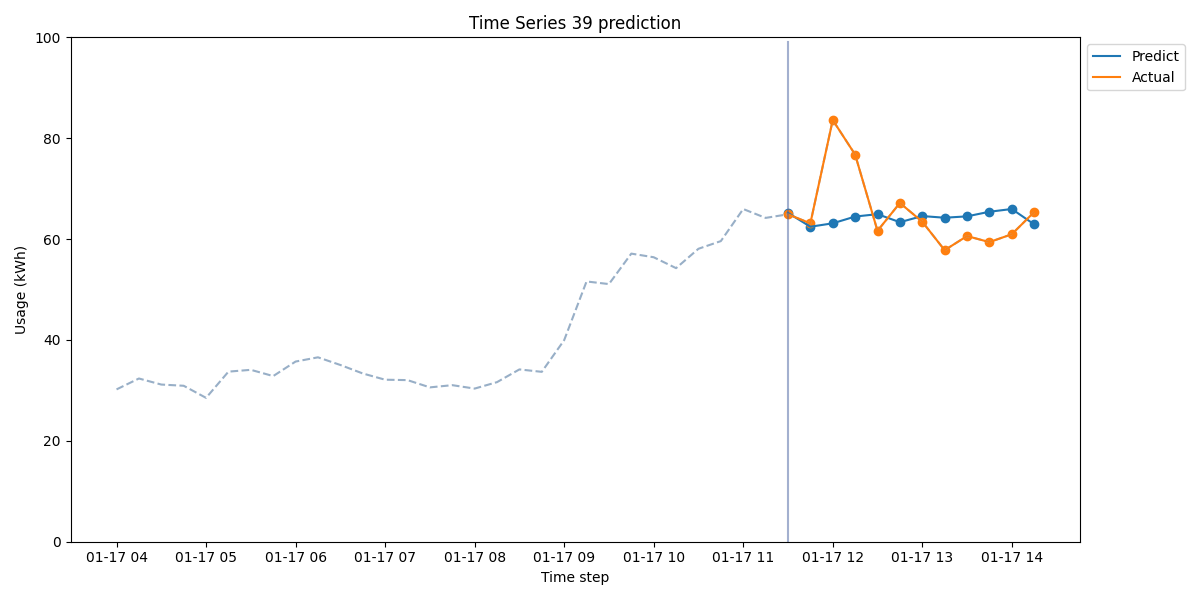 Time Series 39 prediction
100
80
60
40
20
0
Usage (kWh)
01-17 04 01-17 05 01-17 06 01-17 07 01-17 08 01-17 09 01-17 10 01-17 11 01-17 12 01-17 13 01-17 14
Time step
Predict
Actual